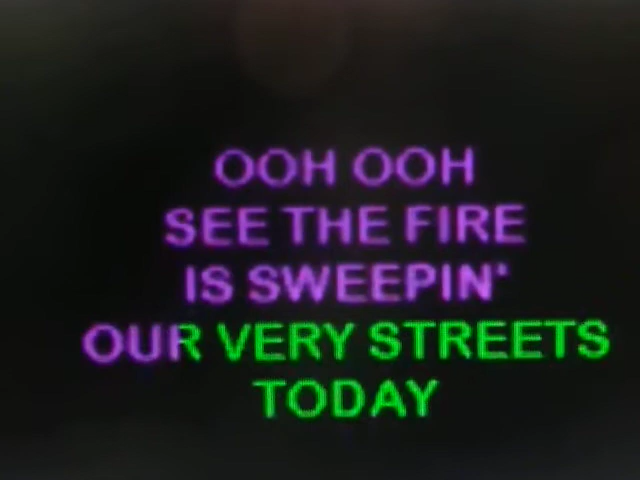 OOH OOH
SEE THE FIRE
IS SWEEPIN'
OUR VERY STREETS
TODAY